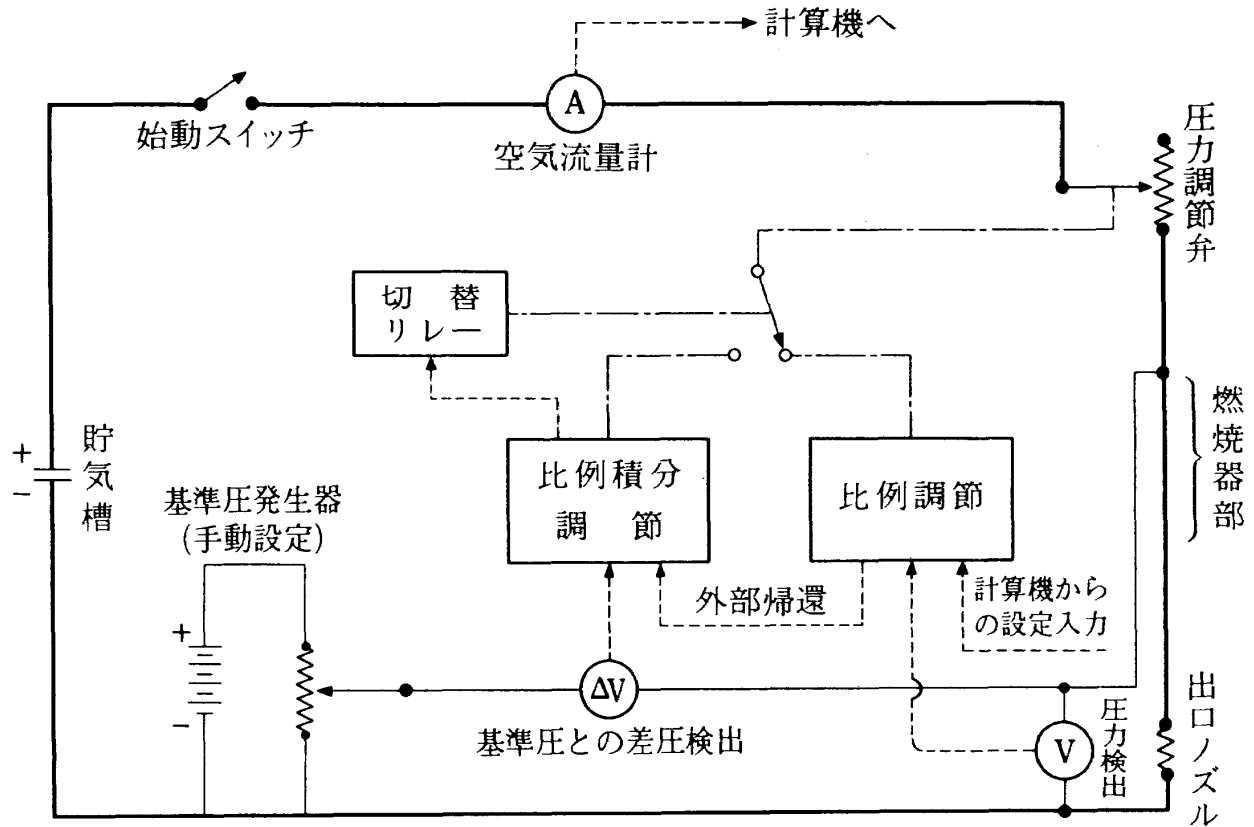 計算機へ
A
始動スイッチ
空気流量計
圧力調節弁
切 替
リレー
+
-
貯気槽
比例積分
調 節
比例調節
燃焼器部
基準圧発生器
(手動設定)
外部帰還
計算機から
の設定入力
+
-
ΔV
基準圧との差圧検出
V
圧力検出
出口ノズル